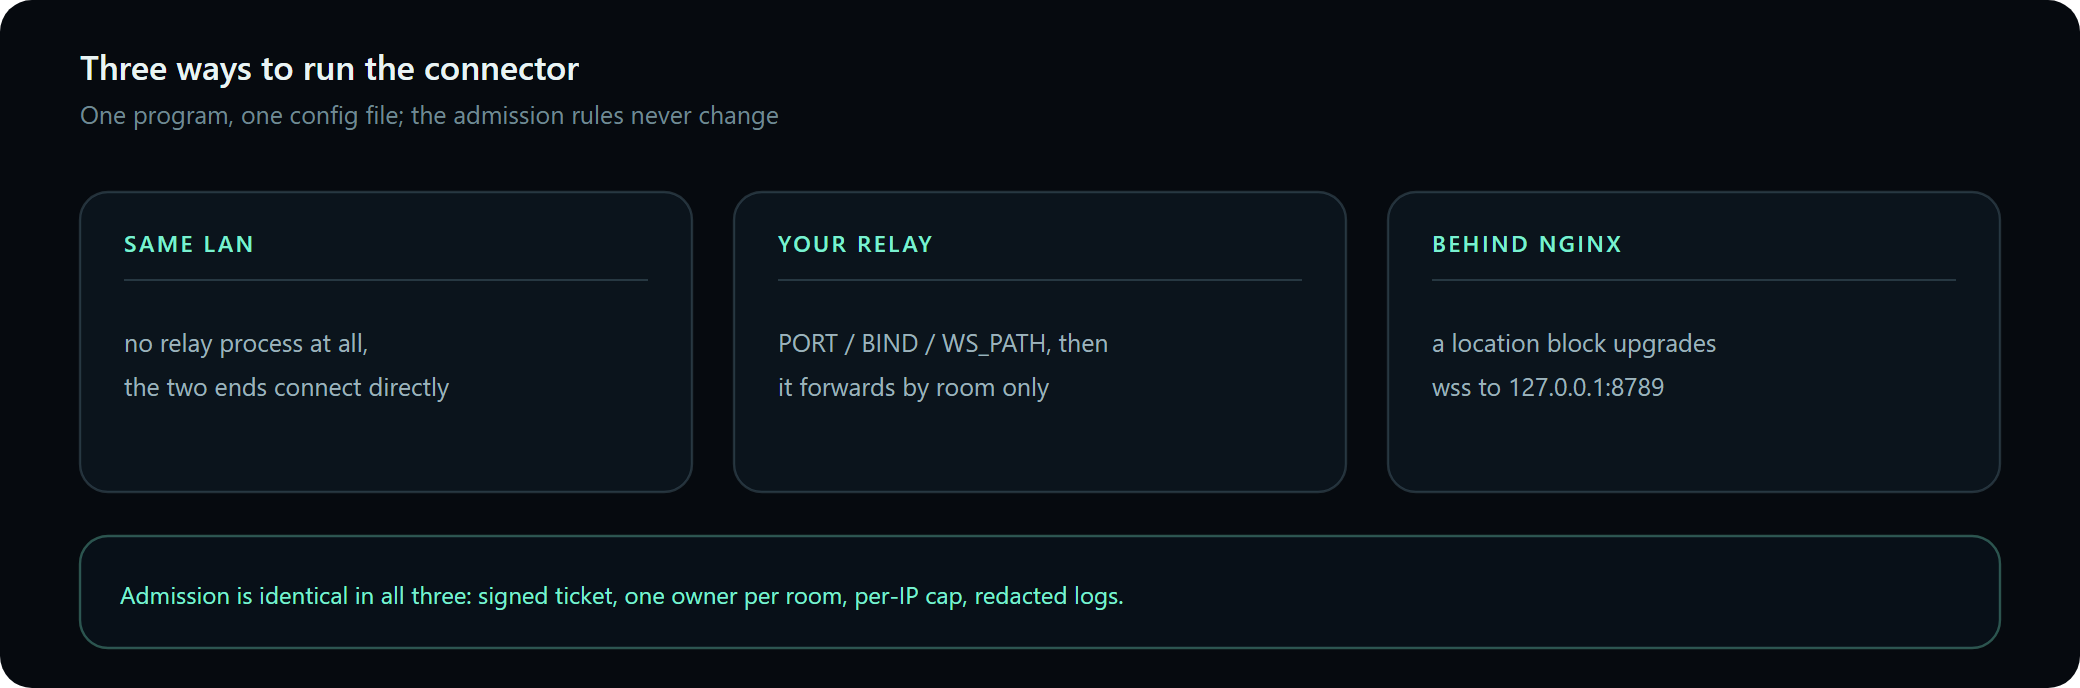 Three ways to run the connector
One program, one config file; the admission rules never change
SAME LAN
no relay process at all,
the two ends connect directly
YOUR RELAY
PORT / BIND / WS_PATH, then
it forwards by room only
BEHIND NGINX
a location block upgrades
wss to 127.0.0.1:8789
Admission is identical in all three: signed ticket, one owner per room, per-IP cap, redacted logs.